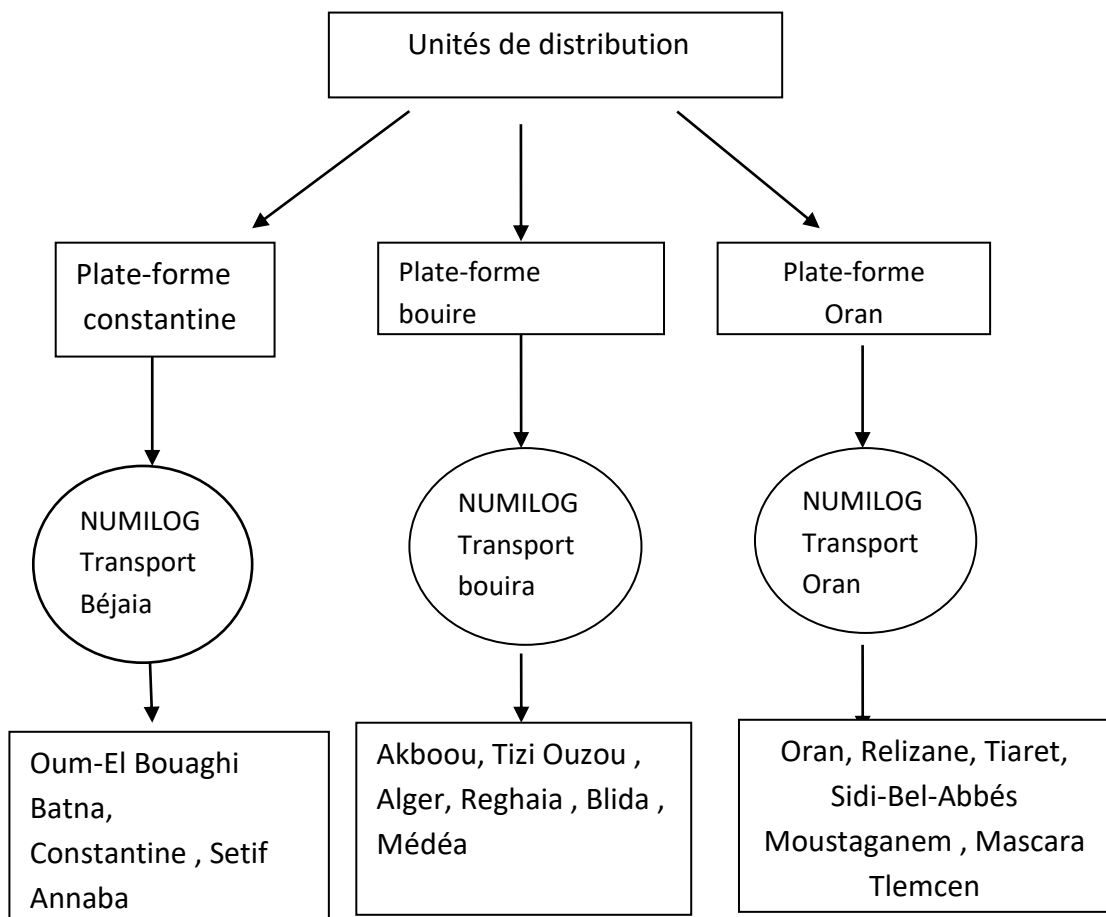 Unités de distribution
Plate-forme
constantine
Plate-forme
bouire
Plate-forme
Oran
NUMILOG
Transport
Béjaia
NUMILOG
Transport
bouira
NUMILOG
Transport
Oran
Oum-El Bouaghi
Batna,
Constantine , Setif
Annaba
Akboou, Tizi Ouzou ,
Alger, Reghaia , Blida ,
Médéa
Oran, Relizane, Tiaret,
Sidi-Bel-Abbés
Moustaganem , Mascara
Tlemcen